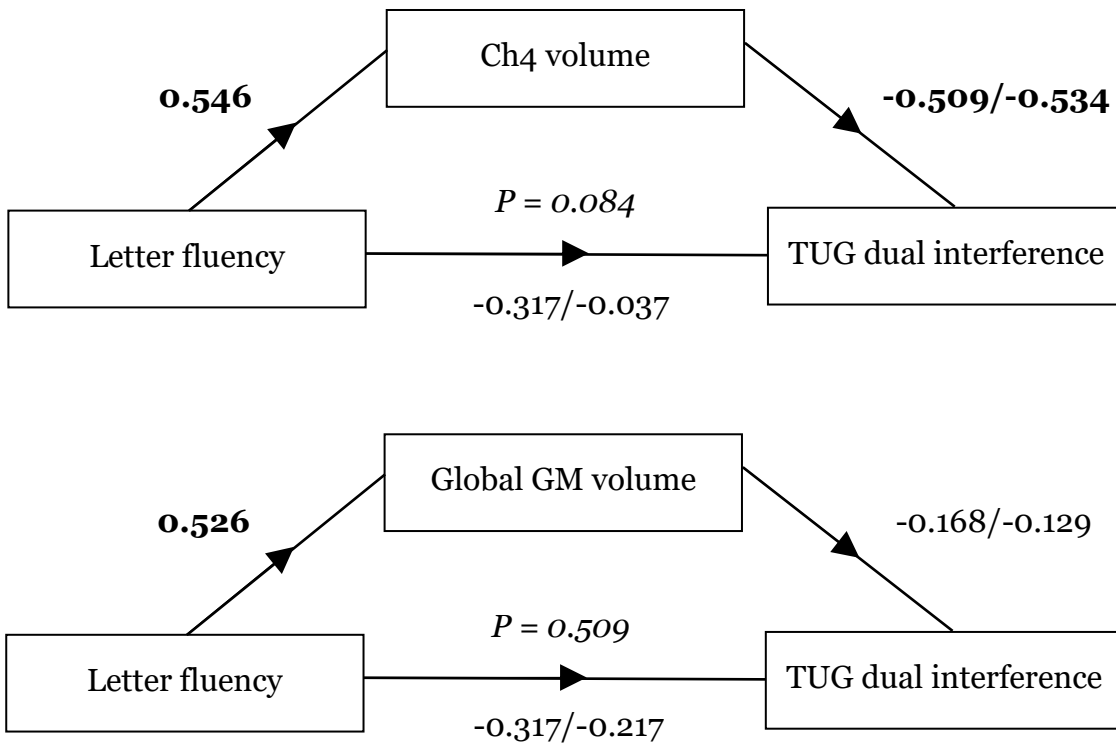 Ch4 volume
0.546
-0.509/-0.534
P = 0.084
Letter fluency
TUG dual interference
-0.317/-0.037
Global GM volume
0.526
-0.168/-0.129
P = 0.509
Letter fluency
TUG dual interference
-0.317/-0.217